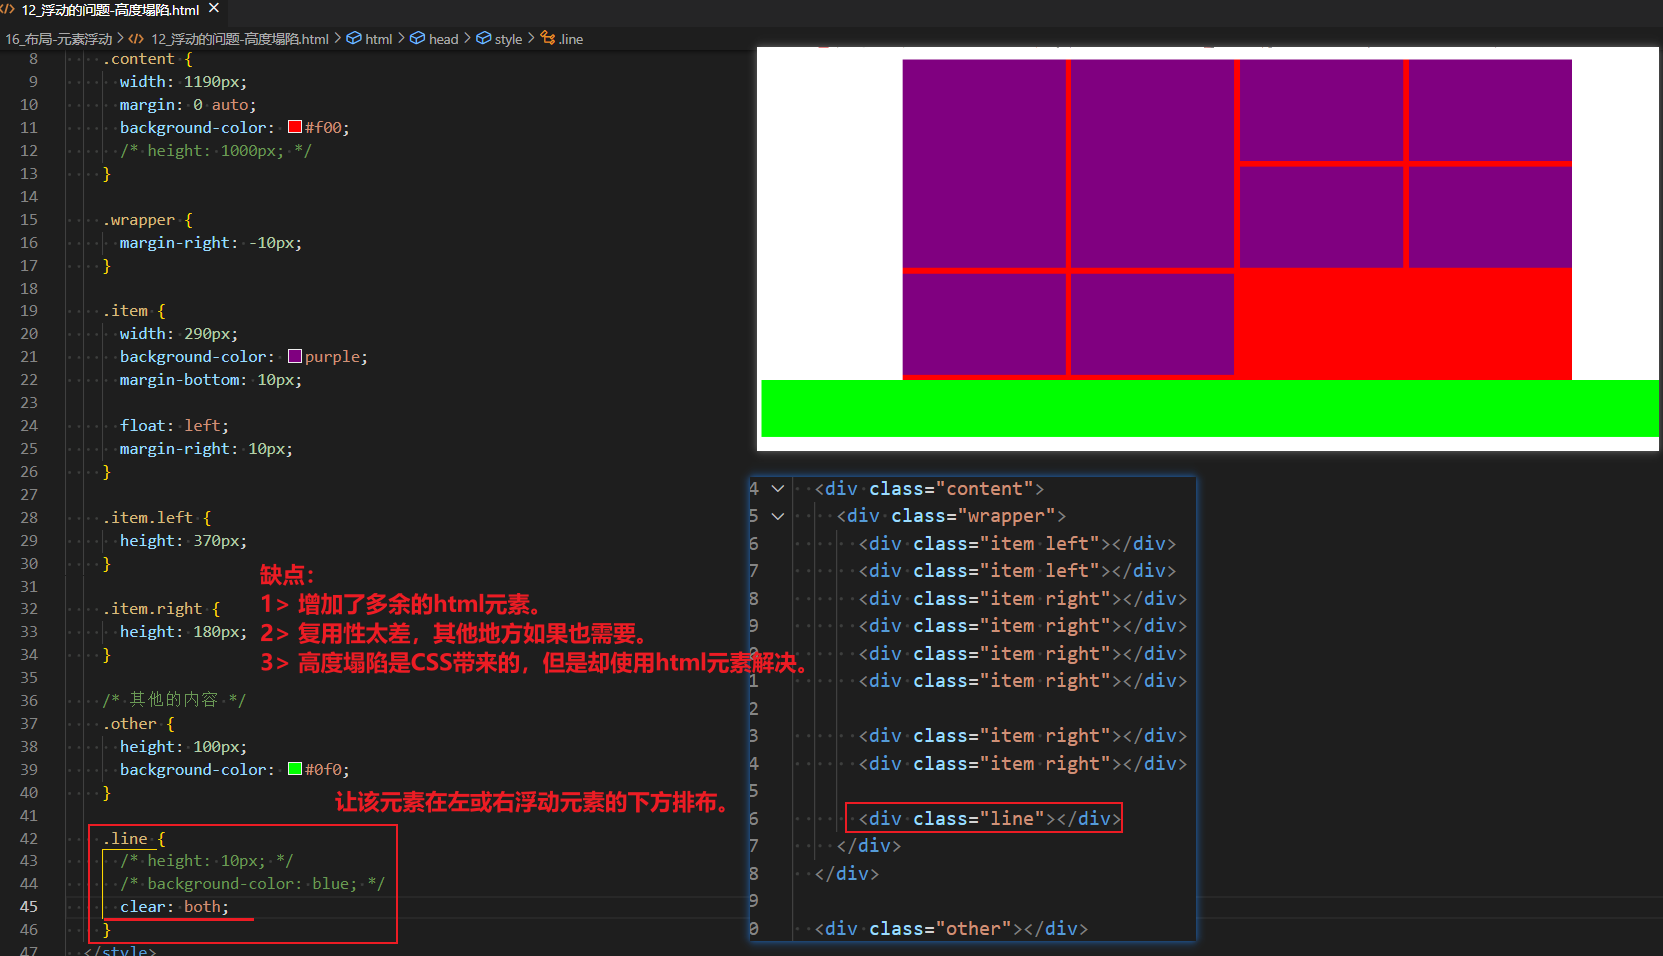 12_浮动的问题-高度塌陷.html ×
16_布局-元素浮动 > 12_浮动的问题-高度塌陷.html > html > head > style > .line
8 .content {
9 width: 1190px;
10 margin: 0 auto;
11 background-color: #f00;
12 /* height: 1000px; */
13 }
14
15 .wrapper {
16 margin-right: -10px;
17 }
18
19 .item {
20 width: 290px;
21 background-color: purple;
22 margin-bottom: 10px;
23
24 float: left;
25 margin-right: 10px;
26 }
27
28 .item.left {
29 height: 370px;
30 }
31
32 .item.right {
33 height: 180px;
34 }
35
36 /* 其他的内容 */
37 .other {
38 height: 100px;
39 background-color: #0f0;
40 }
41
42 .line {
43 /* height: 10px; */
44 /* background-color: blue; */
45 clear: both;
46 }
47 </style>
缺点：
1> 增加了多余的html元素。
2> 复用性太差，其他地方如果也需要。
3> 高度塌陷是CSS带来的，但是却使用html元素解决。
让该元素在左或右浮动元素的下方排布。
4 <div class="content">
5 <div class="wrapper">
6 <div class="item left"></div>
7 <div class="item left"></div>
8 <div class="item right"></div>
9 <div class="item right"></div>
0 <div class="item right"></div>
1 <div class="item right"></div>
2
3 <div class="item right"></div>
4 <div class="item right"></div>
5
6 <div class="line"></div>
7 </div>
8 </div>
9
0 <div class="other"></div>